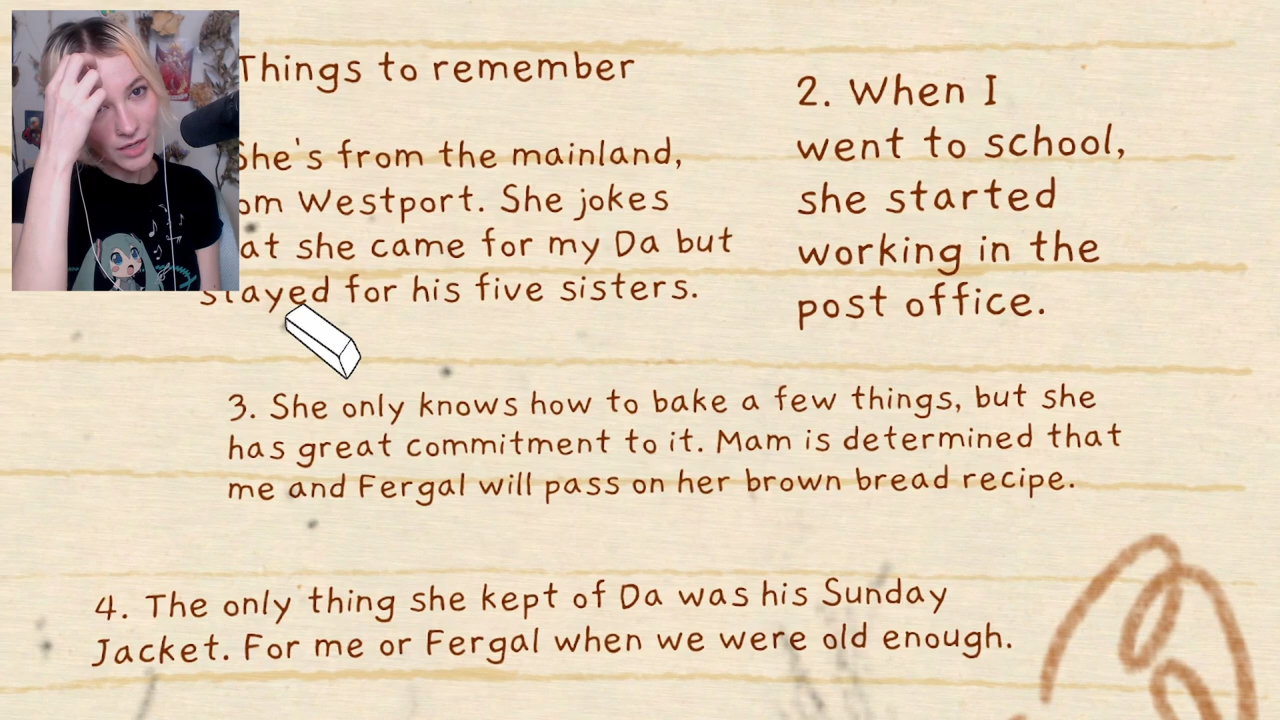 Things to remember
She's from the mainland,
Westport. She jokes
she came for my Da but
stayed for his five sisters.
2. When I
went to school,
she started
working in the
post office.
3. She only knows how to bake a few things, but she
has great commitment to it. Mam is determined that
me and Fergal will pass on her brown bread recipe.
4. The only thing she kept of Da was his Sunday
Jacket. For me or Fergal when we were old enough.